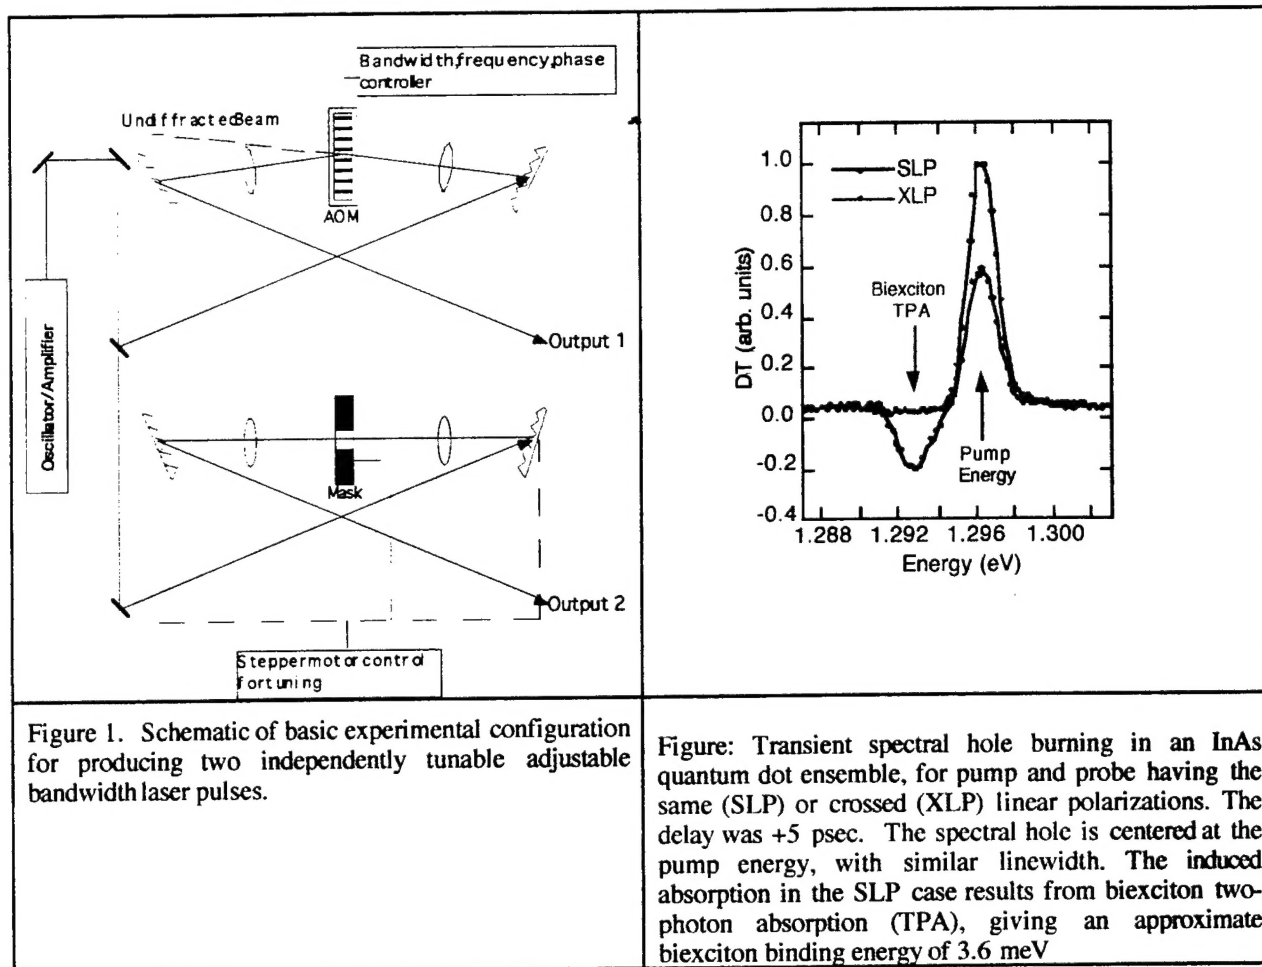 Bandwidth,frequency,phase
controller
UndiffractedBeam
AOM
Oscillator/Amplifier
Output 1
Mask
Output 2
Steppermotorcontrol
fortuning
SLP
XLP
Biexciton
TPA
Pump
Energy
DT (arb. units)
1.0
0.8
0.6
0.4
0.2
0.0
-0.2
-0.4
1.288 1.292 1.296 1.300
Energy (eV)
Figure 1. Schematic of basic experimental configuration
for producing two independently tunable adjustable
bandwidth laser pulses.
Figure: Transient spectral hole burning in an InAs
quantum dot ensemble, for pump and probe having the
same (SLP) or crossed (XLP) linear polarizations. The
delay was +5 psec. The spectral hole is centered at the
pump energy, with similar linewidth. The induced
absorption in the SLP case results from biexciton two-
photon absorption (TPA), giving an approximate
biexciton binding energy of 3.6 meV